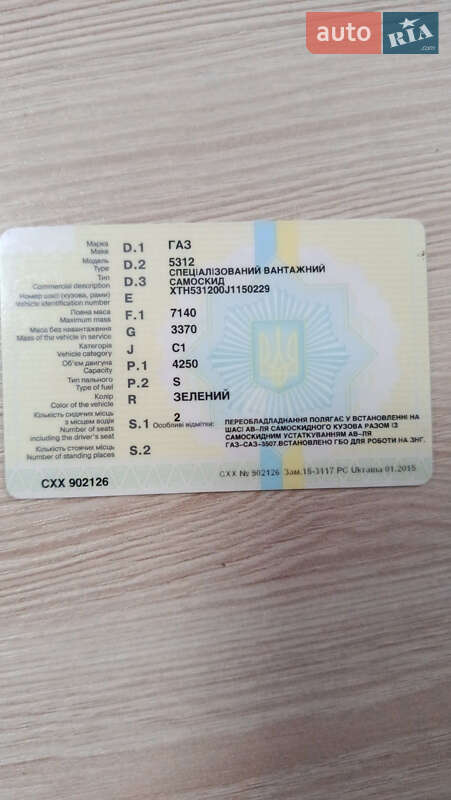 auto RIA.com
Марка D.1 ГАЗ
Make
Модель D.2 5312
Type
Тип D.3 СПЕЦІАЛІЗОВАНИЙ ВАНТАЖНИЙ
Commercial description САМОСКИД
Номер шасі (кузова, рами) E XTH531200J1150229
Vehicle identification number
Повна маса F.1 7140
Maximum mass
Маса без навантаження G 3370
Mass of the vehicle in service
Категорія J C1
Vehicle category
Об'єм двигуна P.1 4250
Capacity
Тип пального P.2 S
Type of fuel
Колір R ЗЕЛЕНИЙ
Color of the vehicle
Кількість сидячих місць S.1 2
з місцем водія Особливі відмітки: ПЕРЕОБЛАДДАНАННЯ ПОЛЯГАЄ У ВСТАНОВЛЕННІ НА
Number of seats ШАСІ АВ-ЛЯ САМОСКИДНОГО КУЗОВА РАЗОМ ІЗ
including the driver's seat САМОСКИДНИМ УСТАТКУВАННЯМ АВ-ЛЯ
Кількість стоячих місць S.2 ГАЗ-САЗ-3507.ВСТАНОВЛЕНО ГБО ДЛЯ РОБОТИ НА ЗНГ.
Number of standing places
CXX 902126
CXX № 902126 Зам.15-3117 PC Ukraina 01.2015